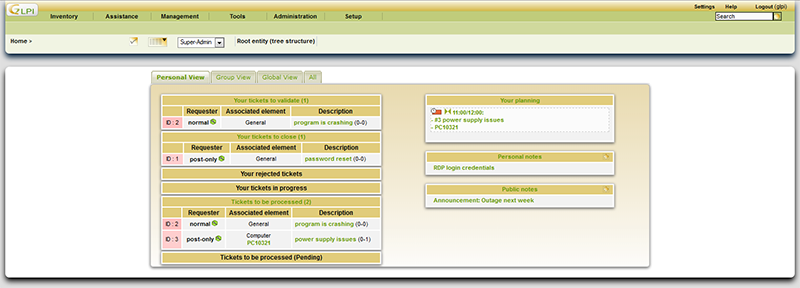 GLPI
Settings Help Logout (glpi)
Inventory Assistance Management Tools Administration Setup
Search
Home > Super-Admin Root entity (tree structure)
Personal View Group View Global View All
Your tickets to validate (1)
Requester Associated element Description
ID : 2 normal General program is crashing (0-0)
Your tickets to close (1)
Requester Associated element Description
ID : 1 post-only General password reset (0-0)
Your rejected tickets
Your tickets in progress
Tickets to be processed (2)
Requester Associated element Description
ID : 2 normal General program is crashing (0-0)
ID : 3 post-only Computer power supply issues (0-1)
PC10321
Tickets to be processed (Pending)
Your planning
11:00/12:00:
- #3 power supply issues
- PC10321
Personal notes
RDP login credentials
Public notes
Announcement: Outage next week